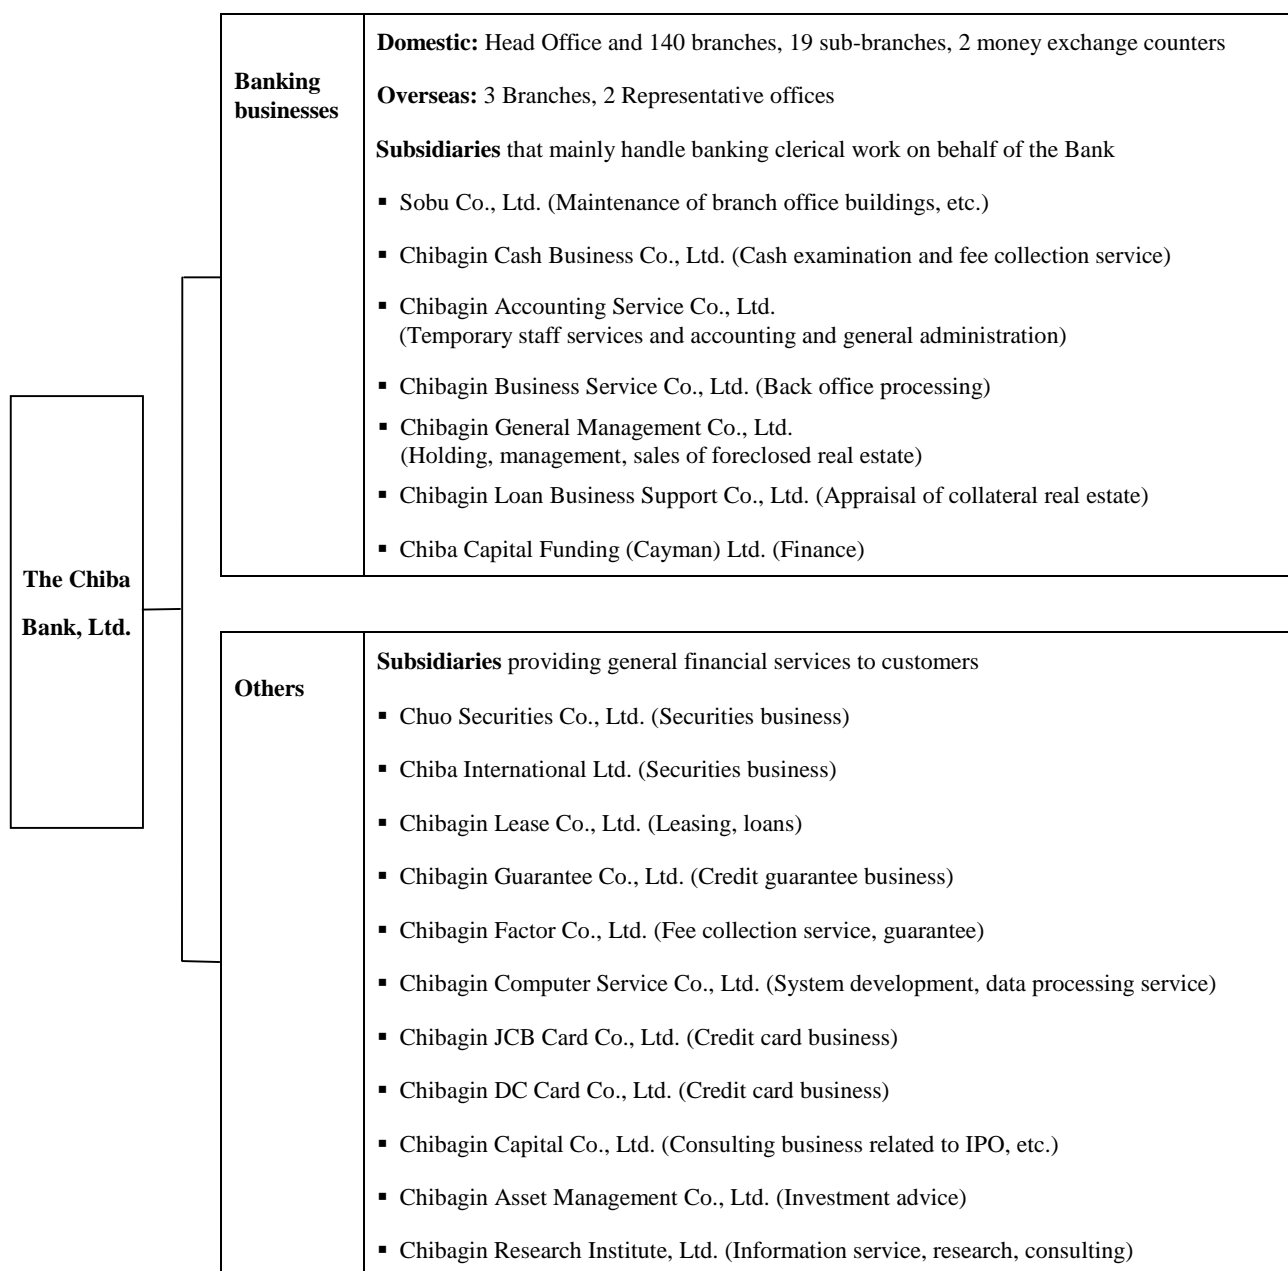 The Chiba
Bank, Ltd.
Banking
businesses
Domestic: Head Office and 140 branches, 19 sub-branches, 2 money exchange counters
Overseas: 3 Branches, 2 Representative offices
Subsidiaries that mainly handle banking clerical work on behalf of the Bank
▪ Sobu Co., Ltd. (Maintenance of branch office buildings, etc.)
▪ Chibagin Cash Business Co., Ltd. (Cash examination and fee collection service)
▪ Chibagin Accounting Service Co., Ltd.
(Temporary staff services and accounting and general administration)
▪ Chibagin Business Service Co., Ltd. (Back office processing)
▪ Chibagin General Management Co., Ltd.
(Holding, management, sales of foreclosed real estate)
▪ Chibagin Loan Business Support Co., Ltd. (Appraisal of collateral real estate)
▪ Chiba Capital Funding (Cayman) Ltd. (Finance)
Others
Subsidiaries providing general financial services to customers
▪ Chuo Securities Co., Ltd. (Securities business)
▪ Chiba International Ltd. (Securities business)
▪ Chibagin Lease Co., Ltd. (Leasing, loans)
▪ Chibagin Guarantee Co., Ltd. (Credit guarantee business)
▪ Chibagin Factor Co., Ltd. (Fee collection service, guarantee)
▪ Chibagin Computer Service Co., Ltd. (System development, data processing service)
▪ Chibagin JCB Card Co., Ltd. (Credit card business)
▪ Chibagin DC Card Co., Ltd. (Credit card business)
▪ Chibagin Capital Co., Ltd. (Consulting business related to IPO, etc.)
▪ Chibagin Asset Management Co., Ltd. (Investment advice)
▪ Chibagin Research Institute, Ltd. (Information service, research, consulting)